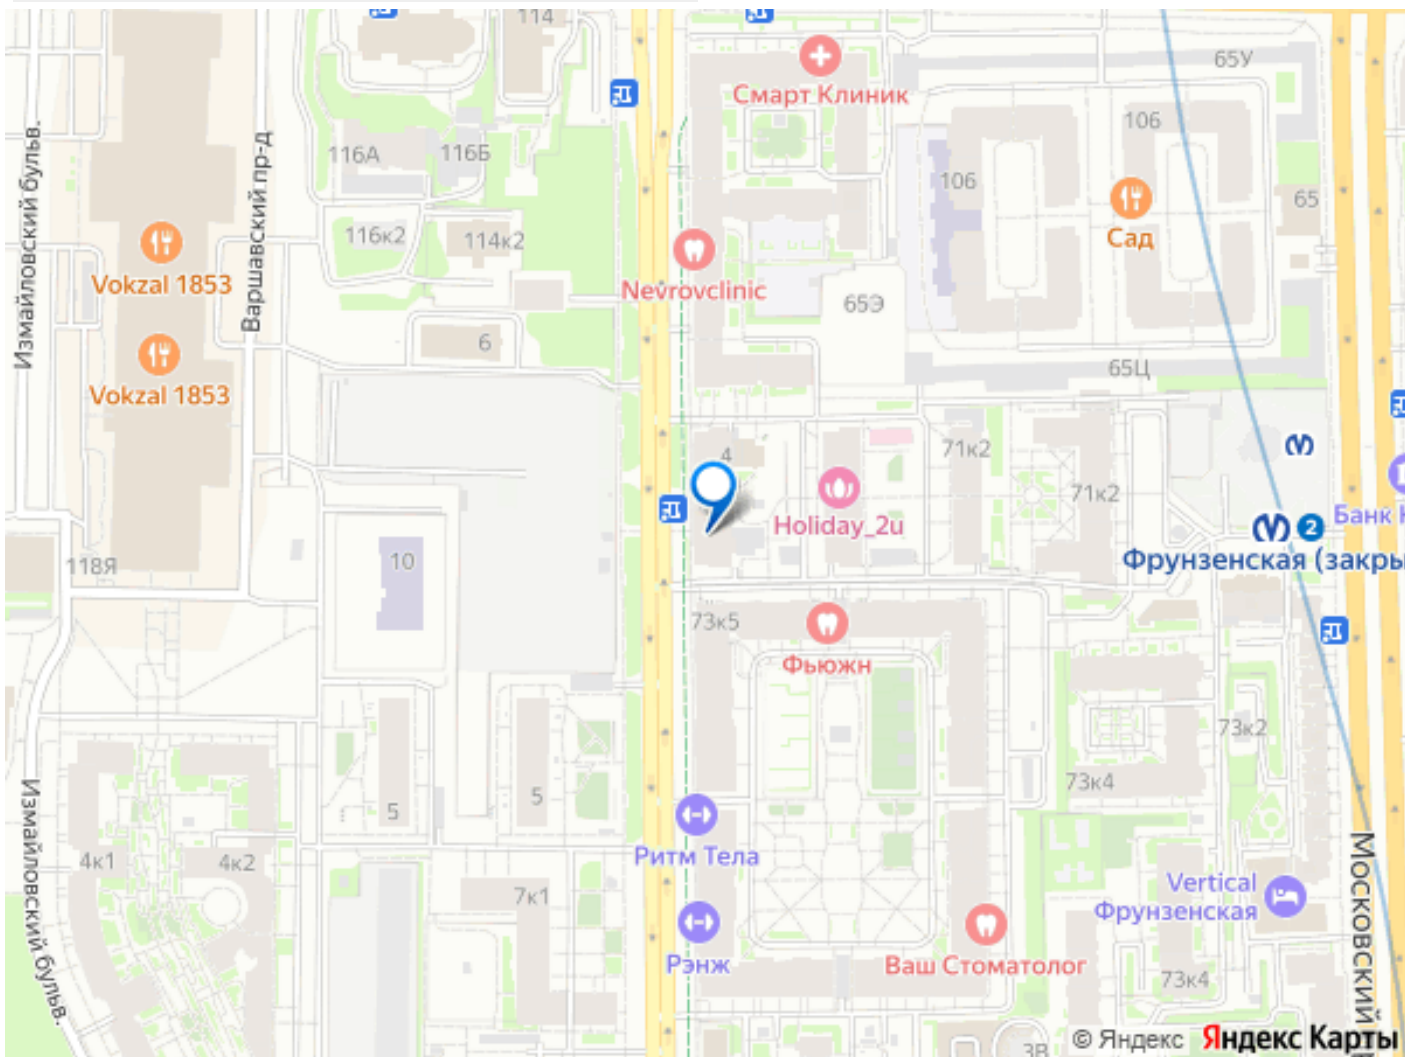 114
65У
Смарт Клиник
106
116А
116Б
106
65
116к2
114к2
Сад
Измайловский бульв.
Варшавский пр-д
Vokzal 1853
Nevrovclinic
65Э
6
65Ц
Vokzal 1853
4
71к2
71к2
Holiday_2u
2
Банк
Фрунзенская (закры
118Я
10
73к5
Фьюжн
73к2
73к4
5
5
Измайловский бульв.
4к1
4к2
Ритм Тела
7к1
Московский
Vertical
Фрунзенская
Рэнж
Ваш Стоматолог
73к4
3В
© Яндекс Яндекс Карты